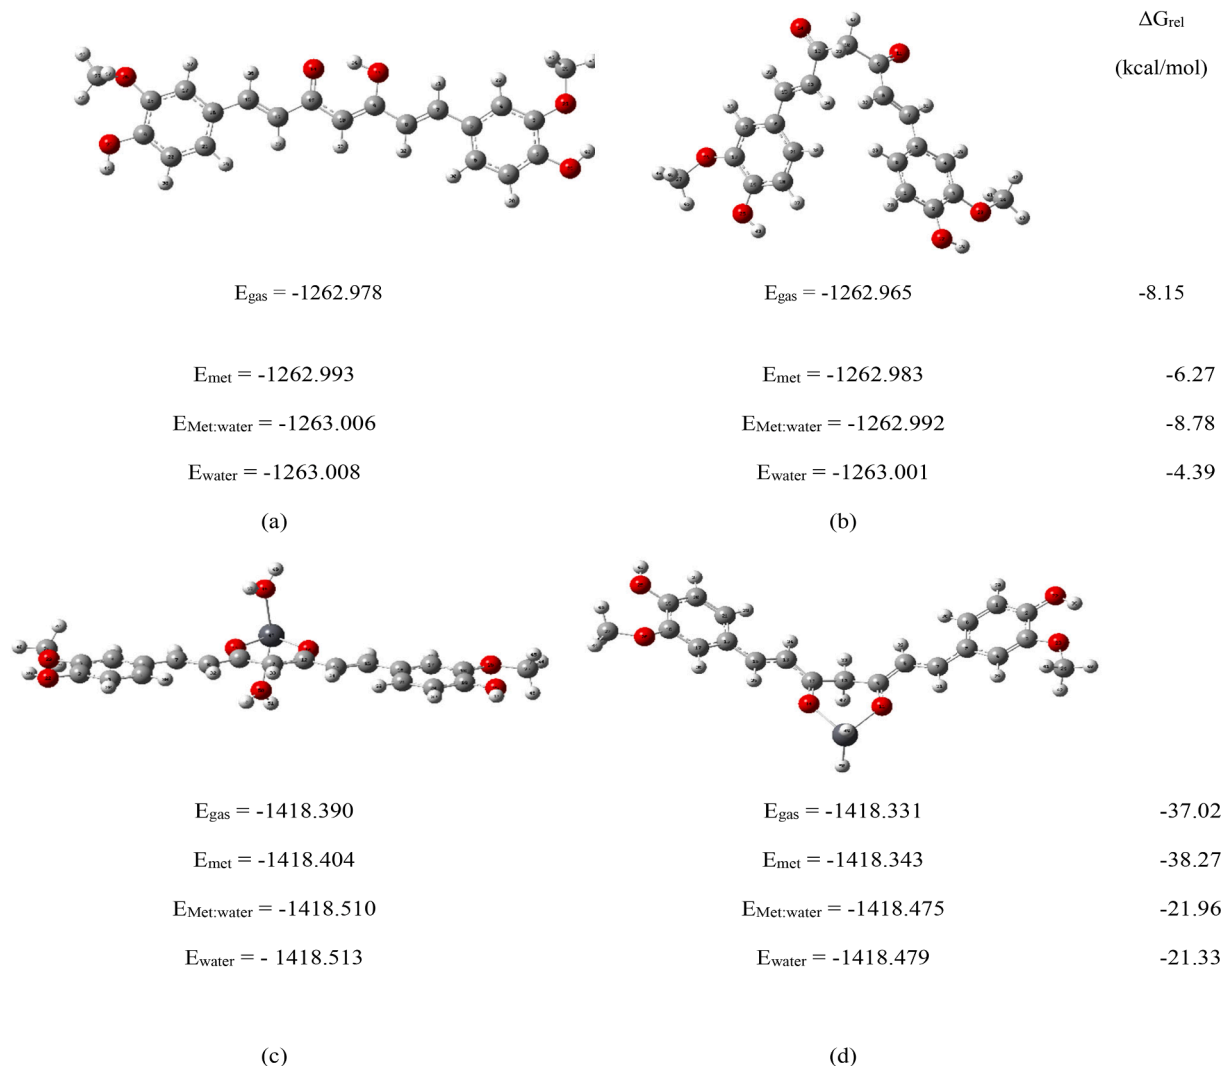 ΔGrel
(kcal/mol)
Egas = -1262.978 Egas = -1262.965 -8.15
Emet = -1262.993 Emet = -1262.983 -6.27
EMet:water = -1263.006 EMet:water = -1262.992 -8.78
Ewater = -1263.008 Ewater = -1263.001 -4.39
(a) (b)
Egas = -1418.390 Egas = -1418.331 -37.02
Emet = -1418.404 Emet = -1418.343 -38.27
EMet:water = -1418.510 EMet:water = -1418.475 -21.96
Ewater = - 1418.513 Ewater = -1418.479 -21.33
(c) (d)